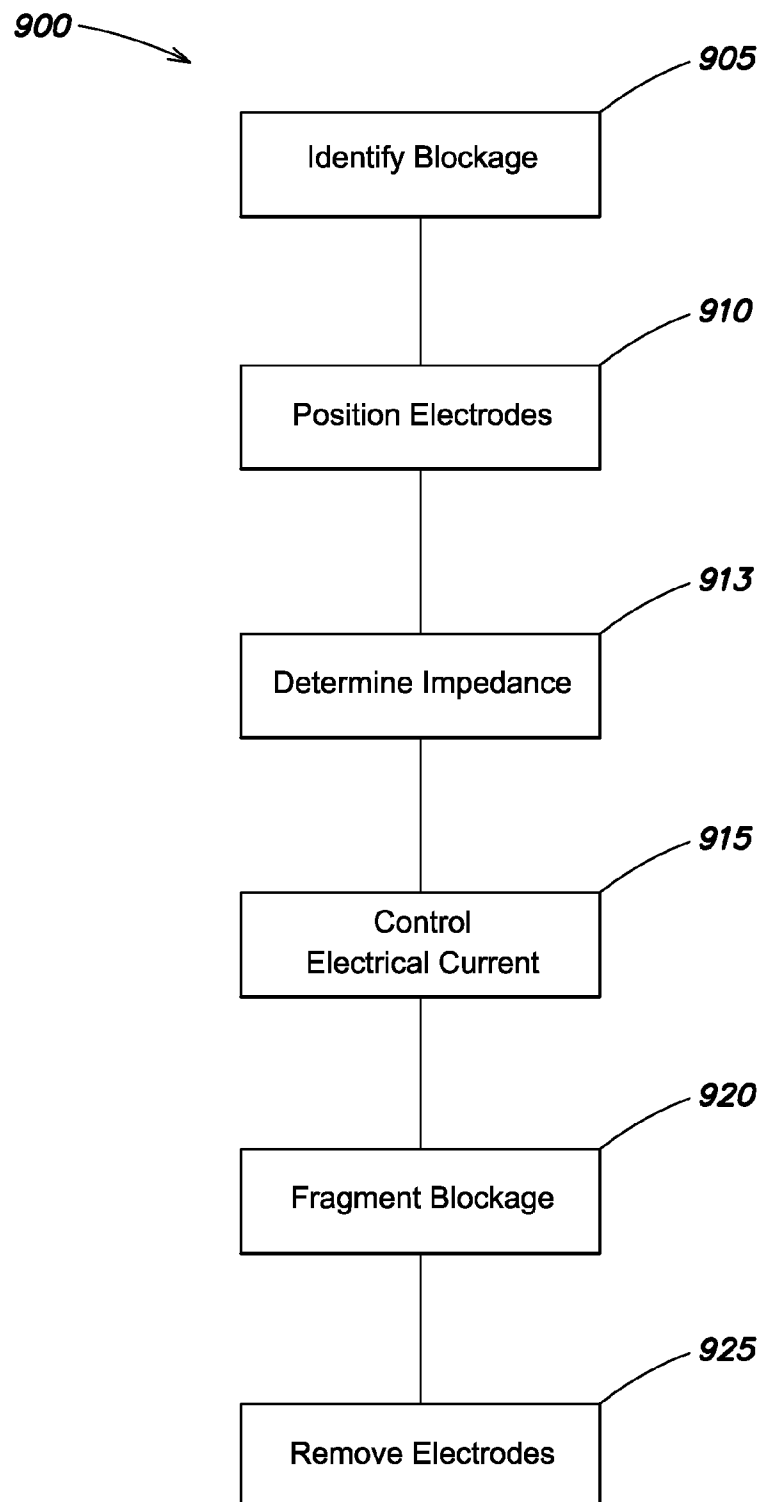 900
905
Identify Blockage
910
Position Electrodes
913
Determine Impedance
915
Control
Electrical Current
920
Fragment Blockage
925
Remove Electrodes